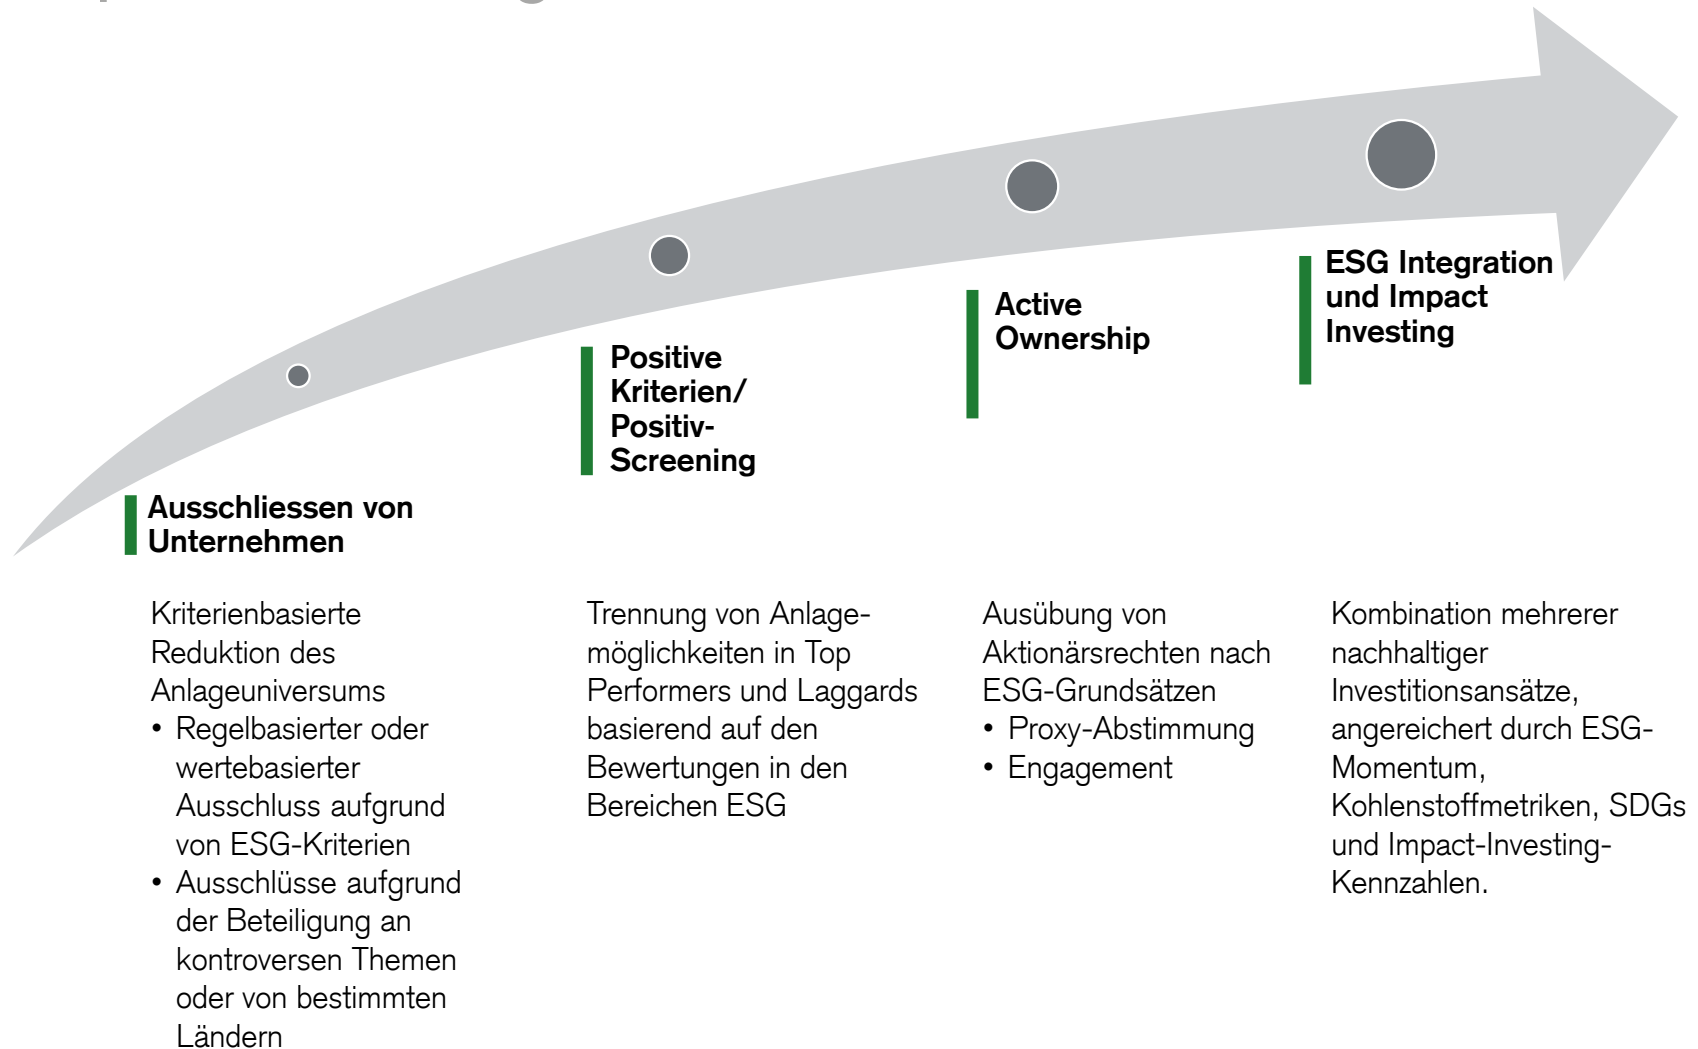 Ausschliessen von
Unternehmen
Kriterienbasierte
Reduktion des
Anlageuniversums
• Regelbasierter oder
wertebasierter
Ausschluss aufgrund
von ESG-Kriterien
• Ausschlüsse aufgrund
der Beteiligung an
kontroversen Themen
oder von bestimmten
Ländern
Positive
Kriterien/
Positiv-
Screening
Trennung von Anlage-
möglichkeiten in Top
Performers und Laggards
basierend auf den
Bewertungen in den
Bereichen ESG
Active
Ownership
Ausübung von
Aktionärsrechten nach
ESG-Grundsätzen
• Proxy-Abstimmung
• Engagement
ESG Integration
und Impact
Investing
Kombination mehrerer
nachhaltiger
Investitionsansätze,
angereichert durch ESG-
Momentum,
Kohlenstoffmetriken, SDGs
und Impact-Investing-
Kennzahlen.